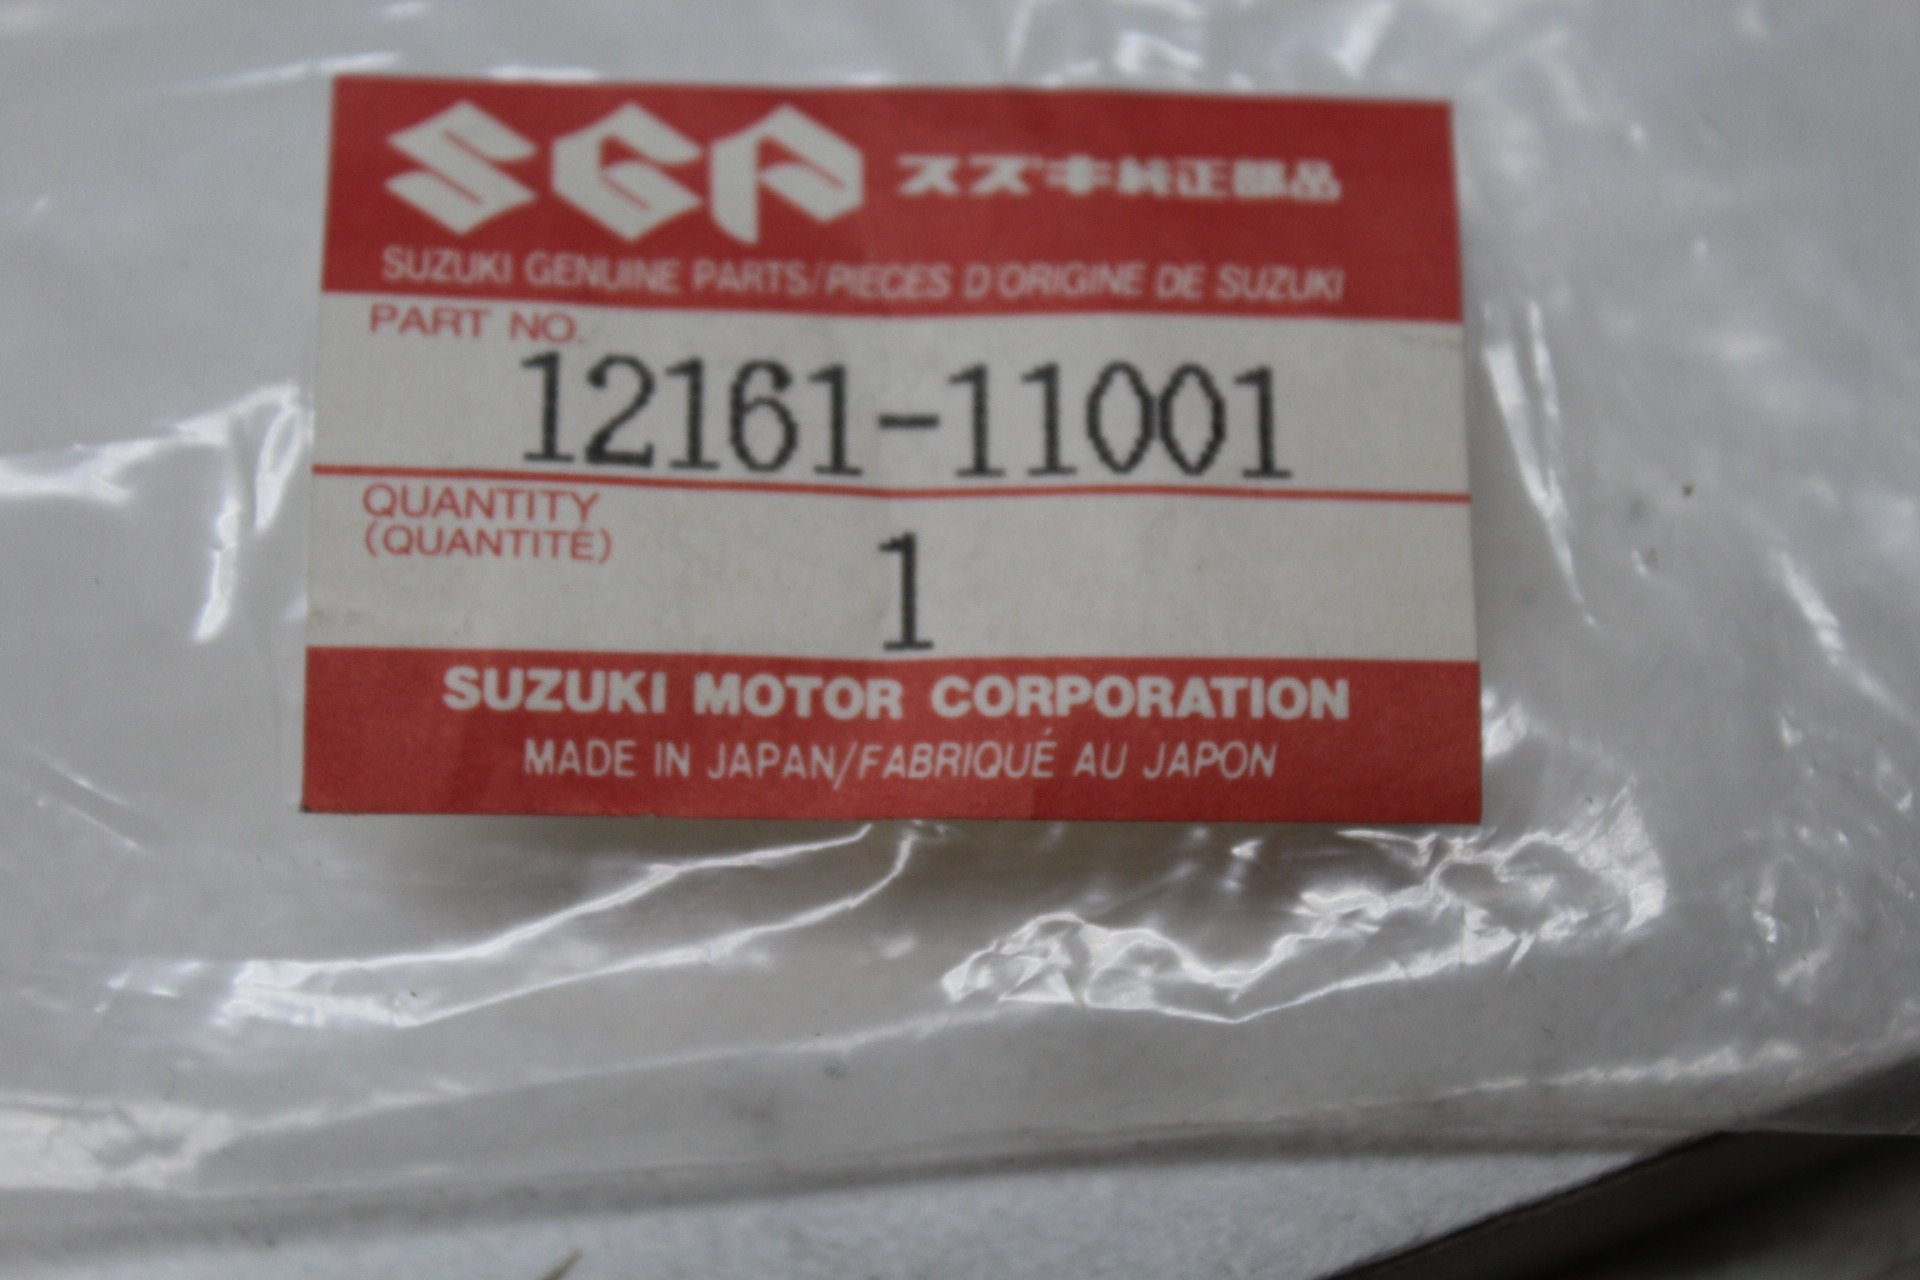 SGP スズキ純正部品
SUZUKI GENUINE PARTS/PIECES D'ORIGINE DE SUZUKI
PART NO.
12161-11001
QUANTITY
(QUANTITE)
1
SUZUKI MOTOR CORPORATION
MADE IN JAPAN/FABRIQUÉ AU JAPON